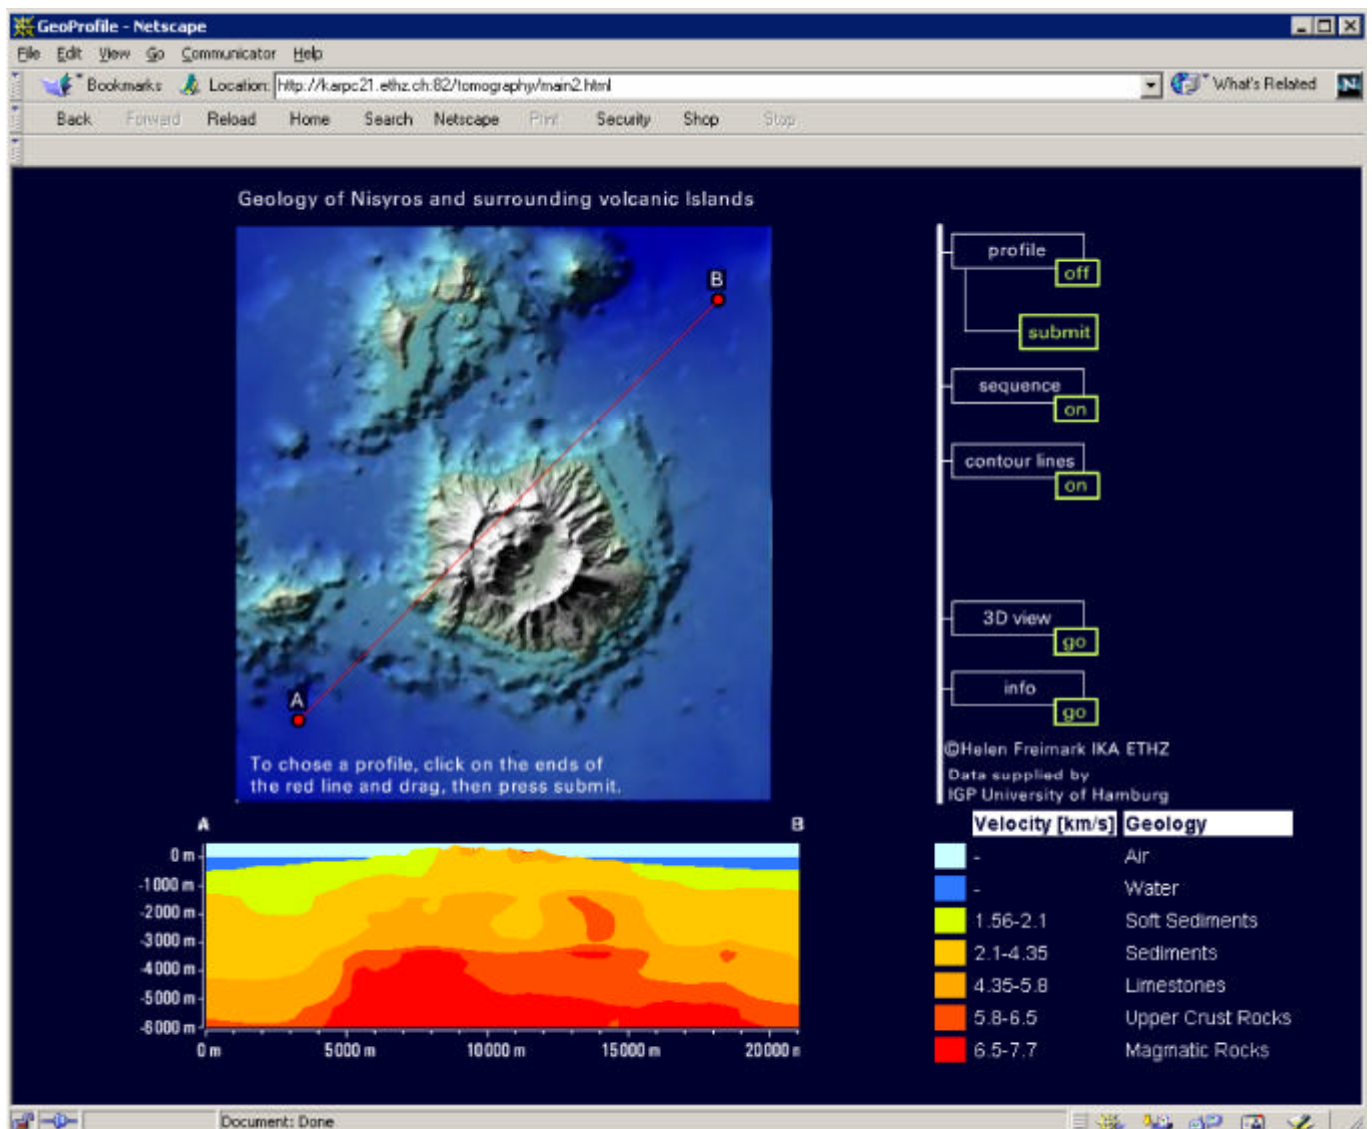 GeoProfile - Netscape
File Edit View Go Communicator Help
Bookmarks Location: http://karpc21.ethz.ch:82/tomography/main2.html What's Related
Back Forward Reload Home Search Netscape Print Security Shop Stop
Geology of Nisyros and surrounding volcanic Islands
B
A
To chose a profile, click on the ends of
the red line and drag, then press submit.
profile
off
submit
sequence
on
contour lines
on
3D view
go
info
go
©Helen Freimark IKA ETHZ
Data supplied by
IGP University of Hamburg
A B
0 m
-1000 m
-2000 m
-3000 m
-4000 m
-5000 m
-6000 m
0 m 5000 m 10000 m 15000 m 20000 m
Velocity [km/s] Geology
- Air
- Water
1.56-2.1 Soft Sediments
2.1-4.35 Sediments
4.35-5.8 Limestones
5.8-6.5 Upper Crust Rocks
6.5-7.7 Magmatic Rocks
Document: Done